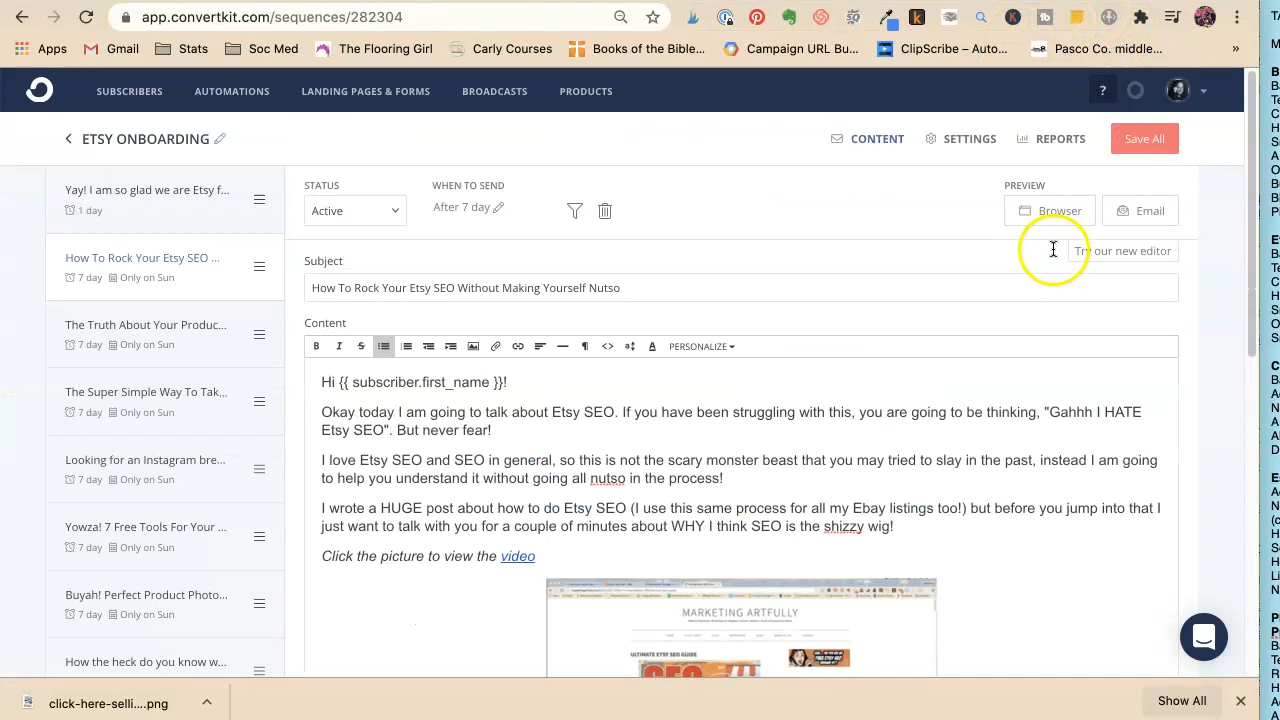 app.convertkit.com/sequences/282304
Apps Gmail Stats Soc Med The Flooring Girl Carly Courses Books of the Bible... Campaign URL Bu... ClipScribe – Auto... Pasco Co. middle... »
SUBSCRIBERS AUTOMATIONS LANDING PAGES & FORMS BROADCASTS PRODUCTS ?
ETSY ONBOARDING CONTENT SETTINGS REPORTS Save All
Yay! I am so glad we are Etsy f...
1 day
How To Rock Your Etsy SEO ...
7 day Only on Sun
The Truth About Your Produc...
7 day Only on Sun
The Super Simple Way To Tak...
7 day Only on Sun
Looking for an Instagram bre...
7 day Only on Sun
Yowza! 7 Free Tools For Your ...
7 day Only on Sun
7 day Only on Sun
STATUS WHEN TO SEND PREVIEW
Active After 7 day Browser Email
Try our new editor
Subject
How To Rock Your Etsy SEO Without Making Yourself Nutso
Content
PERSONALIZE
Hi {{ subscriber.first_name }}!
Okay today I am going to talk about Etsy SEO. If you have been struggling with this, you are going to be thinking, "Gahhh I HATE
Etsy SEO". But never fear!
I love Etsy SEO and SEO in general, so this is not the scary monster beast that you may tried to slay in the past, instead I am going
to help you understand it without going all nutso in the process!
I wrote a HUGE post about how to do Etsy SEO (I use this same process for all my Ebay listings too!) but before you jump into that I
just want to talk with you for a couple of minutes about WHY I think SEO is the shizzy wig!
Click the picture to view the video
MARKETING ARTFULLY
ULTIMATE ETSY SEO GUIDE
SEO
click-here-selli....png Show All